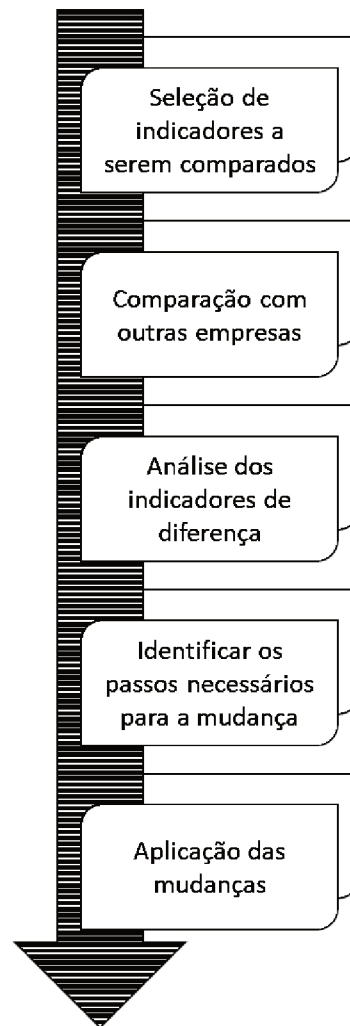 Seleção de
indicadores a
serem comparados
Comparação com
outras empresas
Análise dos
indicadores de
diferença
Identificar os
passos necessários
para a mudança
Aplicação das
mudanças